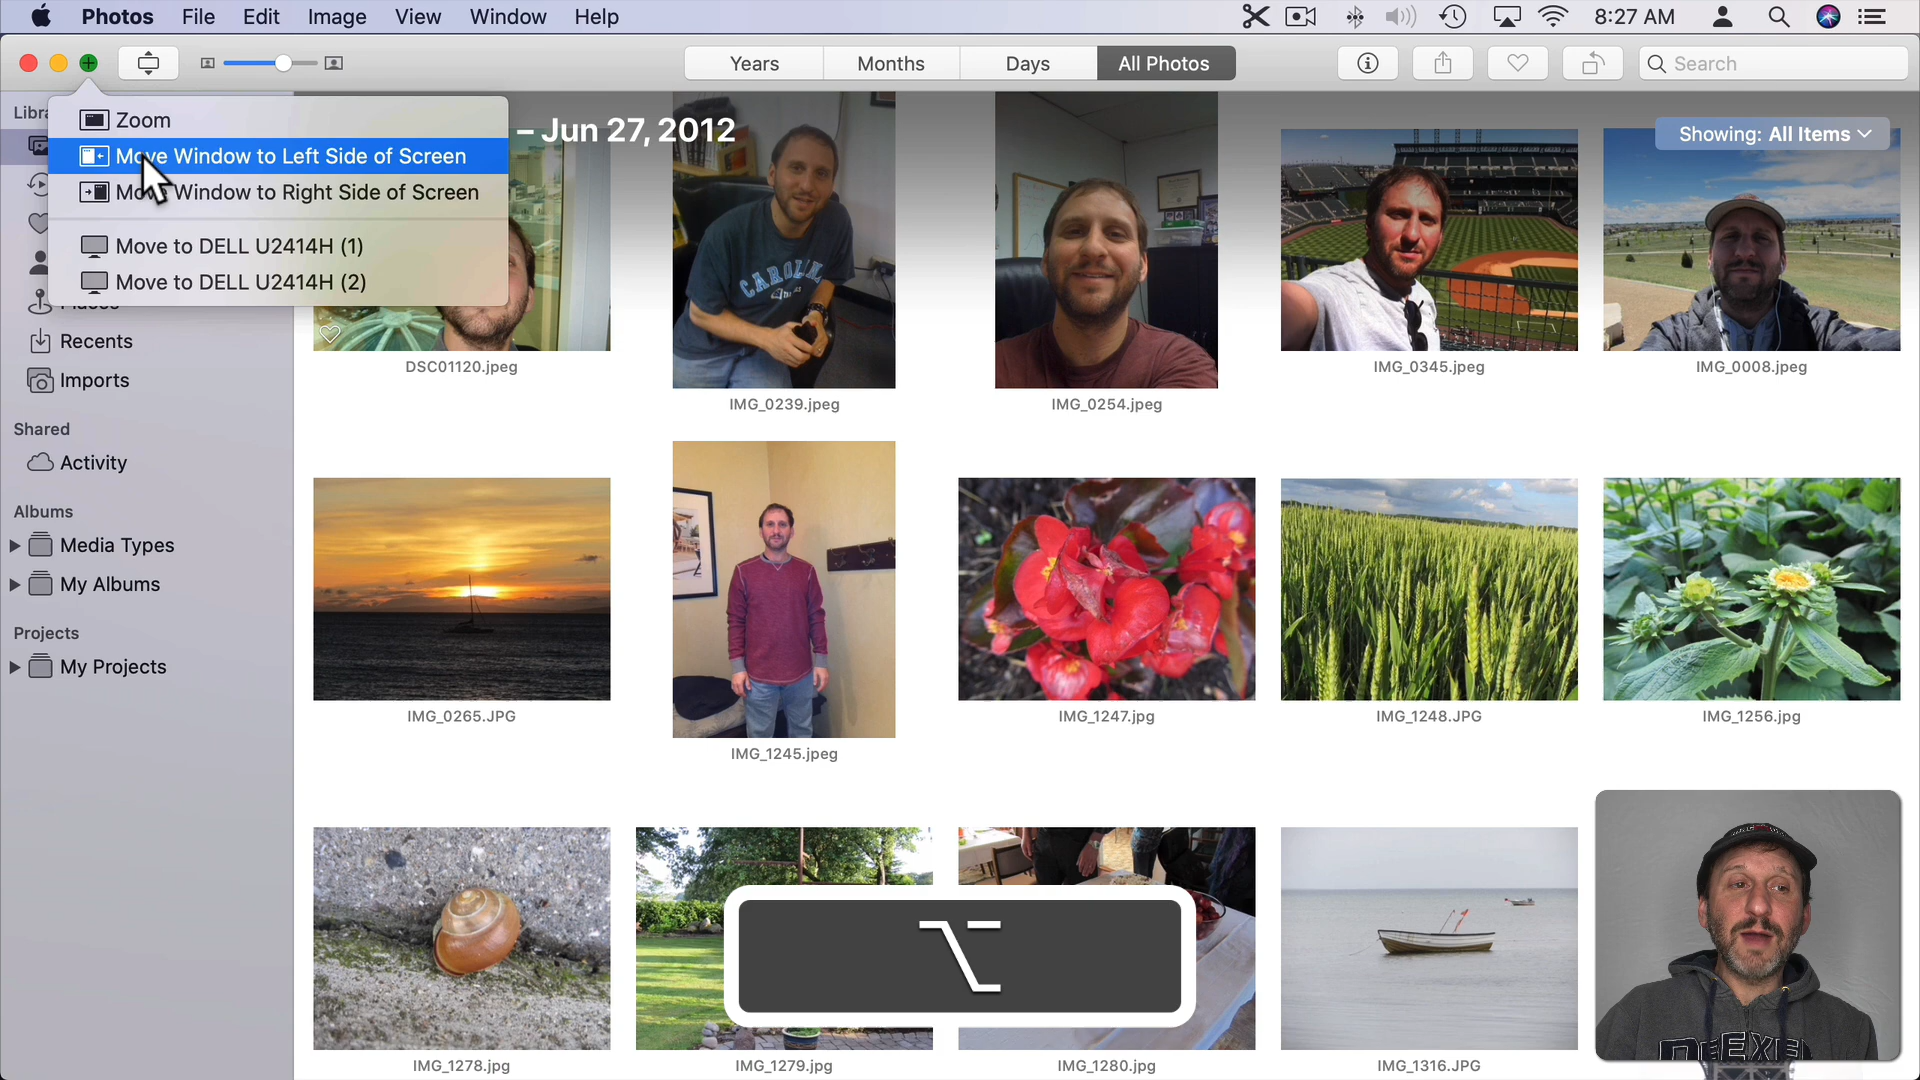 Photos File Edit Image View Window Help 8:27 AM
Years Months Days All Photos Search
Zoom
Move Window to Left Side of Screen
Window to Right Side of Screen
Move to DELL U2414H (1)
Move to DELL U2414H (2)
– Jun 27, 2012
Showing: All Items
Recents
Imports
Shared
Activity
Albums
Media Types
My Albums
Projects
My Projects
CAROLINA
DSC01120.jpeg
IMG_0239.jpeg
IMG_0254.jpeg
IMG_0345.jpeg
IMG_0008.jpeg
IMG_0265.JPG
IMG_1245.jpeg
IMG_1247.jpg
IMG_1248.JPG
IMG_1256.jpg
IMG_1278.jpg
IMG_1279.jpg
IMG_1280.jpg
IMG_1316.JPG